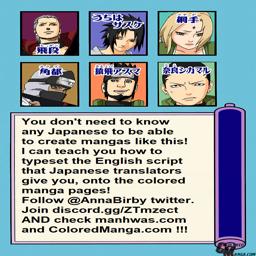 飛段
うちは
サスケ
綱手
角都
猿飛アスマ
奈良シカマル
You don't need to know
any Japanese to be able
to create mangas like this!
I can teach you how to
typeset the English script
that Japanese translators
give you, onto the colored
manga pages!
Follow @AnnaBirby twitter.
Join discord.gg/ZTmzect
AND check manhwas.com
and ColoredManga.com !!!